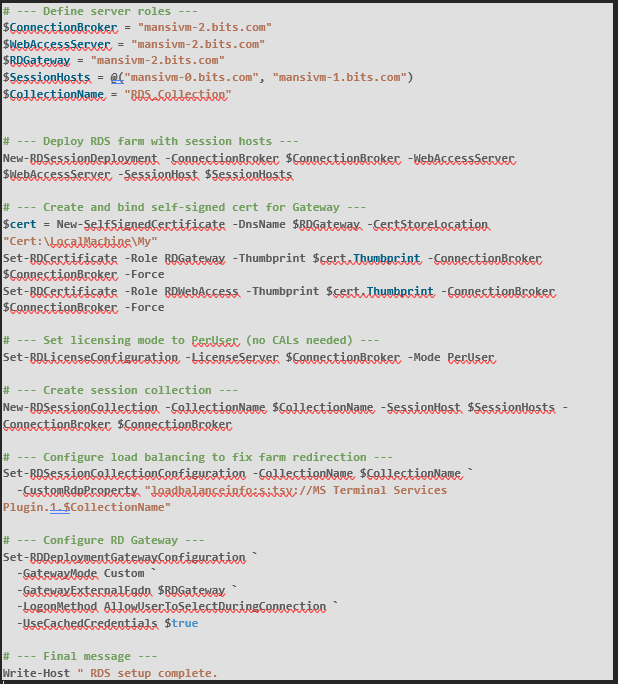 # --- Define server roles ---
$ConnectionBroker = "mansivm-2.bits.com"
$WebAccessServer = "mansivm-2.bits.com"
$RDGateway = "mansivm-2.bits.com"
$SessionHosts = @("mansivm-0.bits.com", "mansivm-1.bits.com")
$CollectionName = "RDS_Collection"
# --- Deploy RDS farm with session hosts ---
New-RDSessionDeployment -ConnectionBroker $ConnectionBroker -WebAccessServer
$WebAccessServer -SessionHost $SessionHosts
# --- Create and bind self-signed cert for Gateway ---
$cert = New-SelfSignedCertificate -DnsName $RDGateway -CertStoreLocation
"Cert:\LocalMachine\My"
Set-RDCertificate -Role RDGateway -Thumbprint $cert.Thumbprint -ConnectionBroker
$ConnectionBroker -Force
Set-RDCertificate -Role RDWebAccess -Thumbprint $cert.Thumbprint -ConnectionBroker
$ConnectionBroker -Force
# --- Set licensing mode to PerUser (no CALs needed) ---
Set-RDLicenseConfiguration -LicenseServer $ConnectionBroker -Mode PerUser
# --- Create session collection ---
New-RDSessionCollection -CollectionName $CollectionName -SessionHost $SessionHosts -
ConnectionBroker $ConnectionBroker
# --- Configure load balancing to fix farm redirection ---
Set-RDSessionCollectionConfiguration -CollectionName $CollectionName `
-CustomRdpProperty "loadbalanceinfo:s:tsv://MS Terminal Services
Plugin.1.$CollectionName"
# --- Configure RD Gateway ---
Set-RDDeploymentGatewayConfiguration `
-GatewayMode Custom `
-GatewayExternalFqdn $RDGateway `
-LogonMethod AllowUserToSelectDuringConnection `
-UseCachedCredentials $true
# --- Final message ---
Write-Host " RDS setup complete.